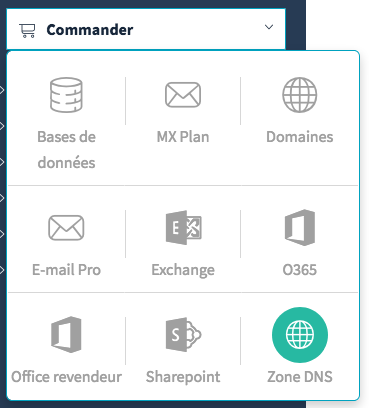 Commander
Bases de
données
MX Plan
Domaines
E-mail Pro
Exchange
O365
Office revendeur
Sharepoint
Zone DNS